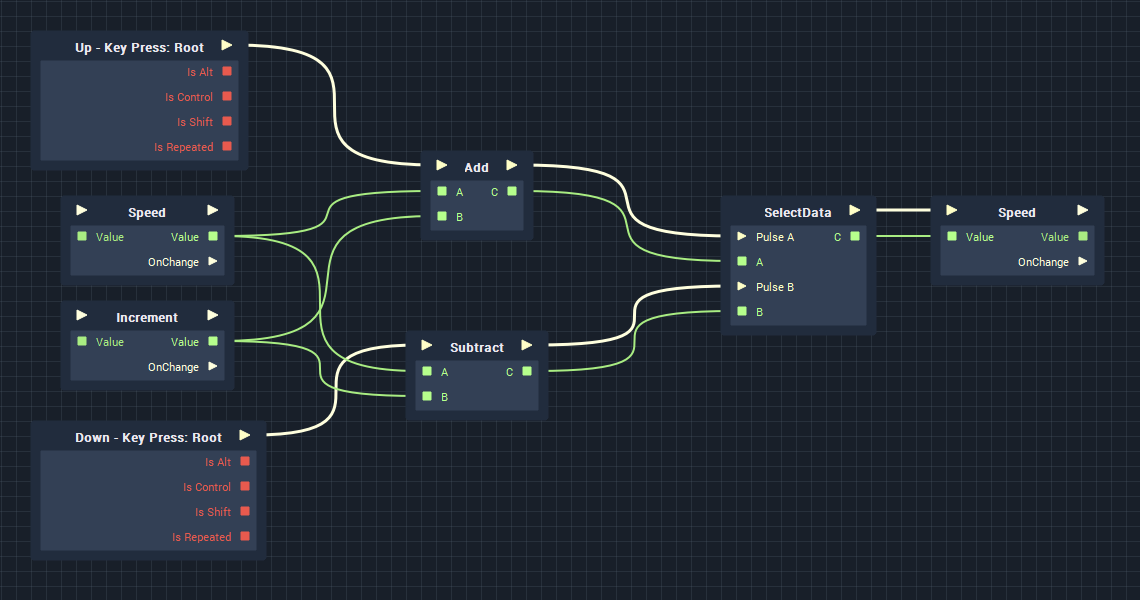 Up - Key Press: Root
Is Alt
Is Control
Is Shift
Is Repeated
Speed
Value Value
OnChange
Increment
Value Value
OnChange
Down - Key Press: Root
Is Alt
Is Control
Is Shift
Is Repeated
Add
A C
B
Subtract
A C
B
SelectData
Pulse A C
A
Pulse B
B
Speed
Value Value
OnChange